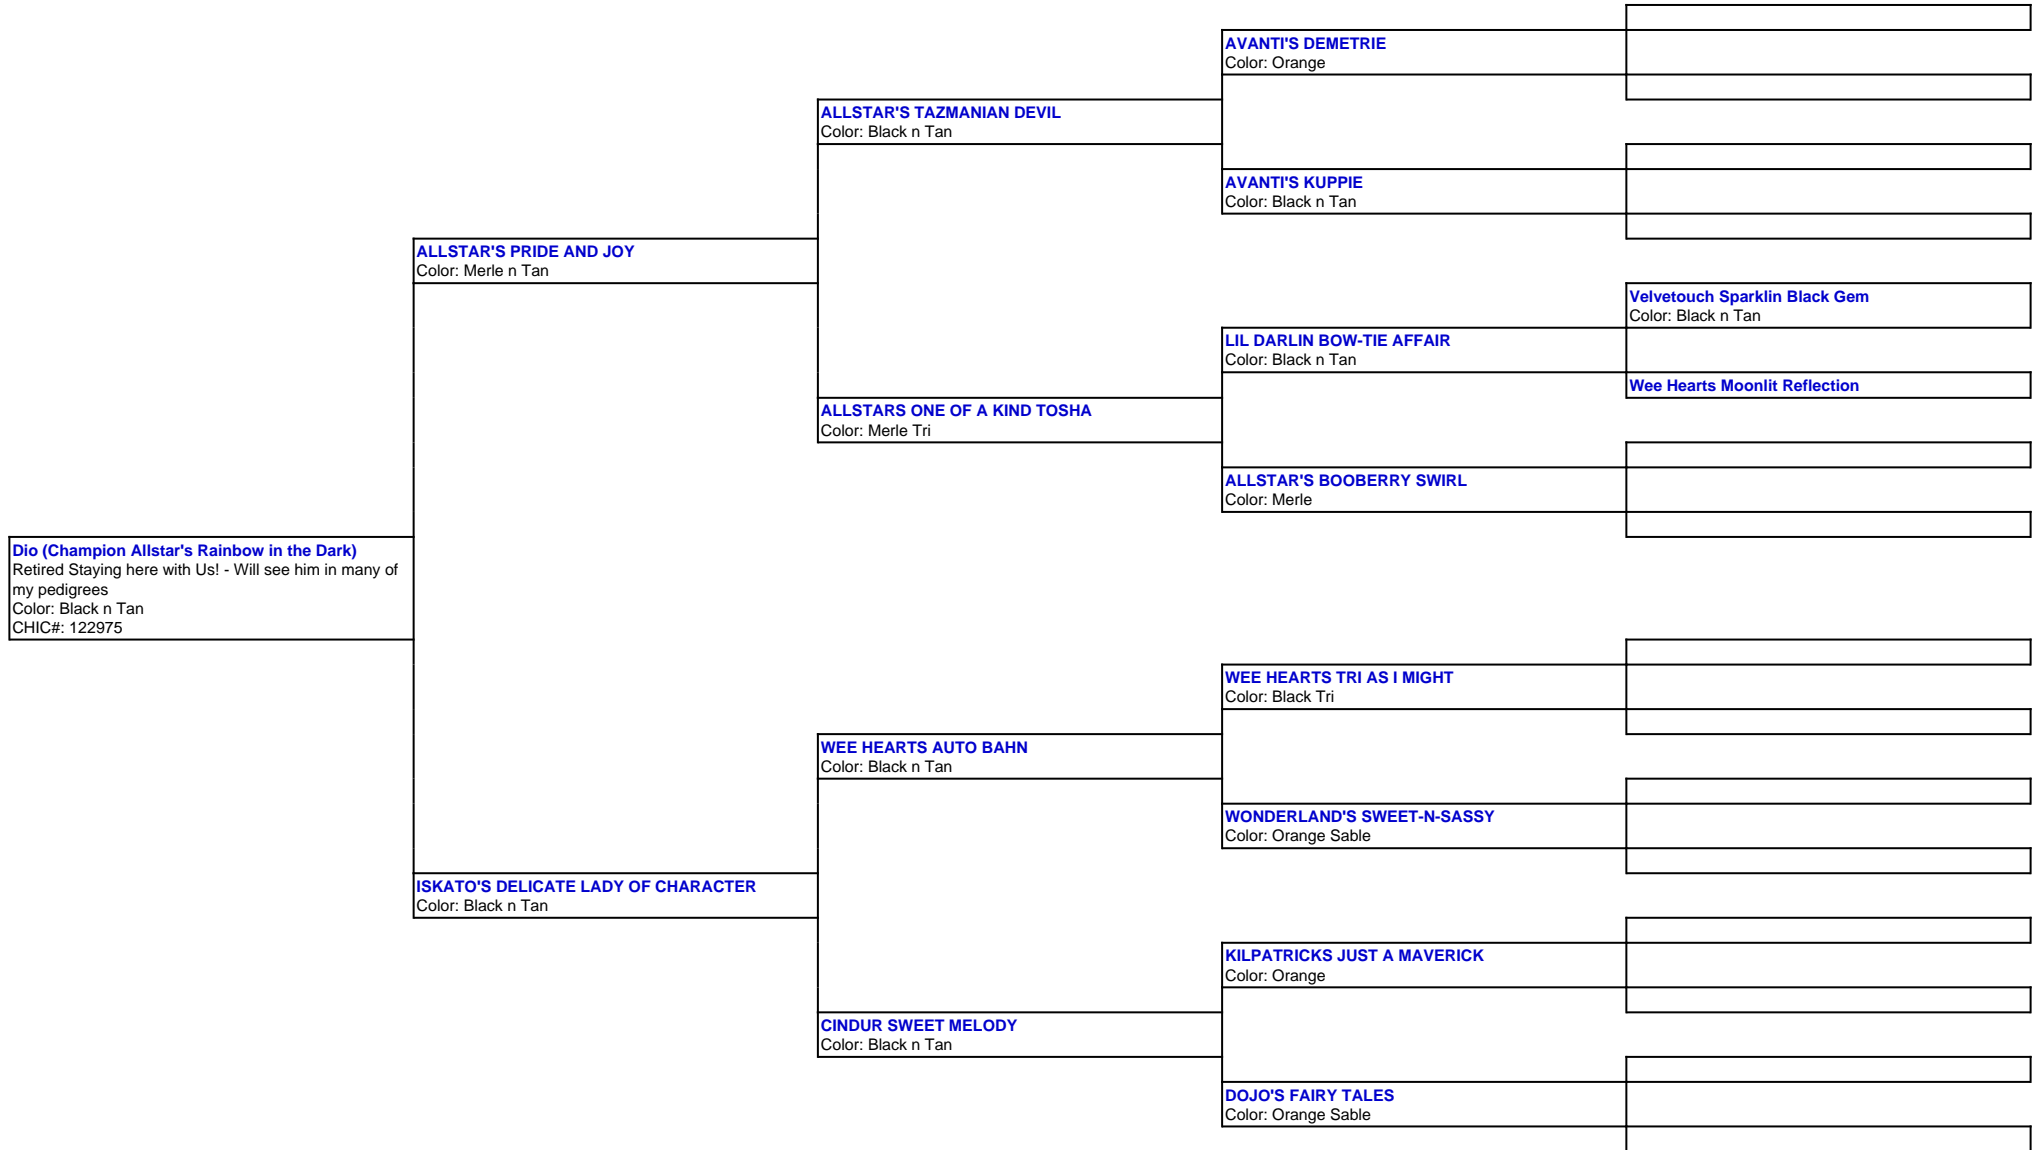 AVANTI'S DEMETRIE
Color: Orange
ALLSTAR'S TAZMANIAN DEVIL
Color: Black n Tan
AVANTI'S KUPPIE
Color: Black n Tan
ALLSTAR'S PRIDE AND JOY
Color: Merle n Tan
Velvetouch Sparklin Black Gem
Color: Black n Tan
LIL DARLIN BOW-TIE AFFAIR
Color: Black n Tan
Wee Hearts Moonlit Reflection
ALLSTARS ONE OF A KIND TOSHA
Color: Merle Tri
ALLSTAR'S BOOBERRY SWIRL
Color: Merle
Dio (Champion Allstar's Rainbow in the Dark)
Retired Staying here with Us! - Will see him in many of
my pedigrees
Color: Black n Tan
CHIC#: 122975
WEE HEARTS TRI AS I MIGHT
Color: Black Tri
WEE HEARTS AUTO BAHN
Color: Black n Tan
WONDERLAND'S SWEET-N-SASSY
Color: Orange Sable
ISKATO'S DELICATE LADY OF CHARACTER
Color: Black n Tan
KILPATRICKS JUST A MAVERICK
Color: Orange
CINDUR SWEET MELODY
Color: Black n Tan
DOJO'S FAIRY TALES
Color: Orange Sable